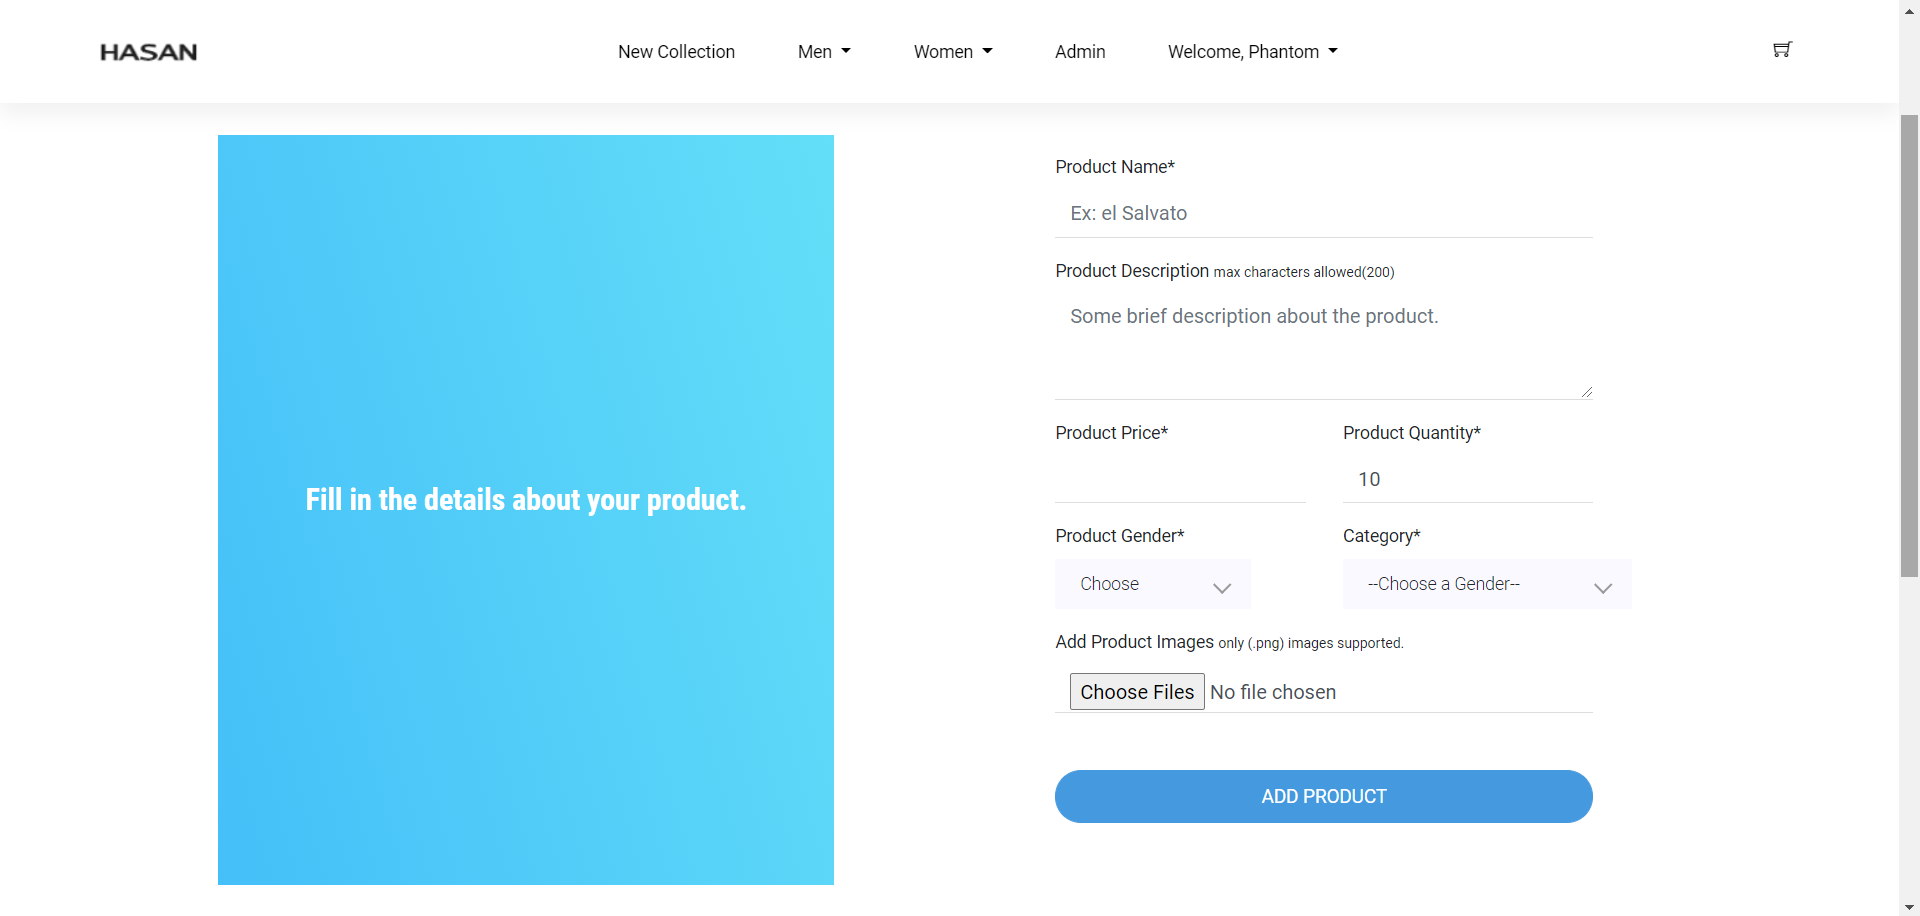 HASAN
New Collection
Men
Women
Admin
Welcome, Phantom
Fill in the details about your product.
Product Name*
Ex: el Salvato
Product Description max characters allowed(200)
Some brief description about the product.
Product Price*
Product Quantity*
10
Product Gender*
Category*
Choose
--Choose a Gender--
Add Product Images only (.png) images supported.
Choose Files No file chosen
ADD PRODUCT